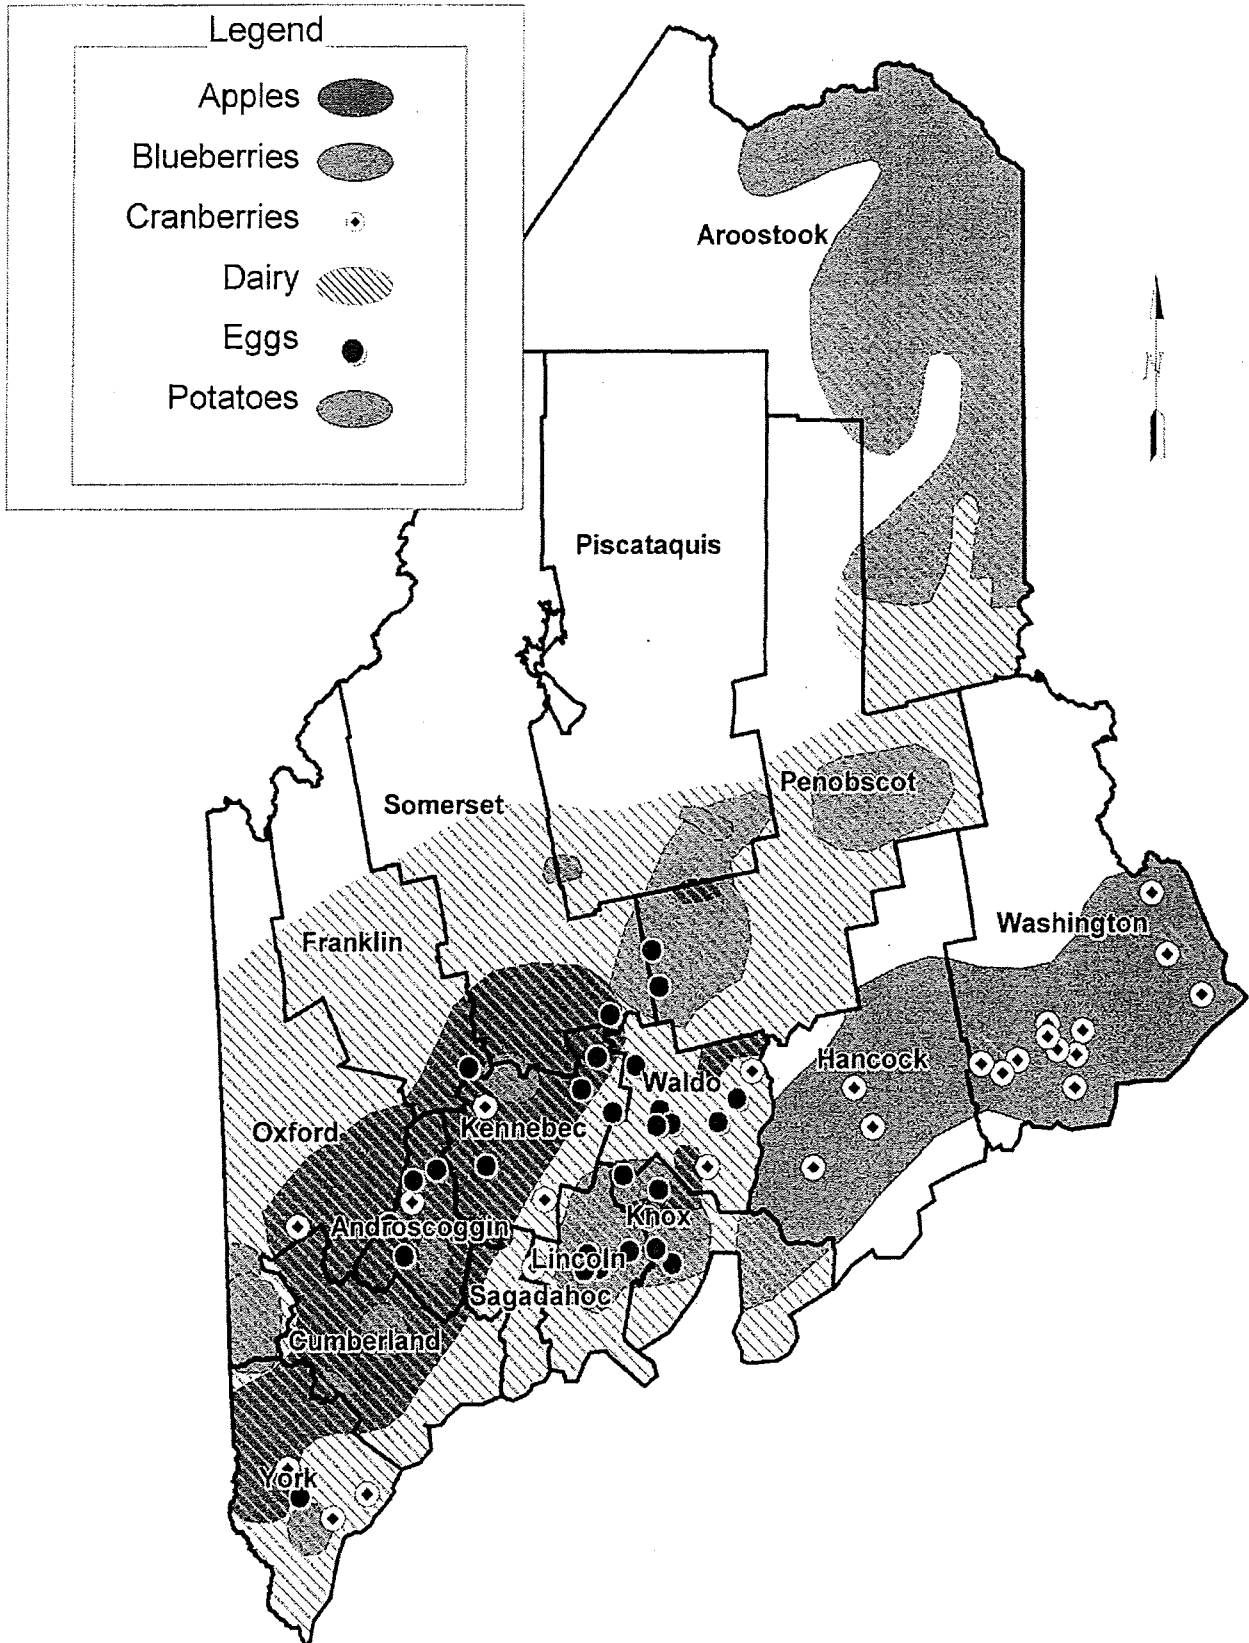 Legend
Apples
Blueberries
Cranberries
Dairy
Eggs
Potatoes
Aroostook
N
Piscataquis
Penobscot
Somerset
Washington
Franklin
Hancock
Waldo
Oxford
Kennebec
Knox
Androscoggin
Lincoln
Sagadahoc
Cumberland
York